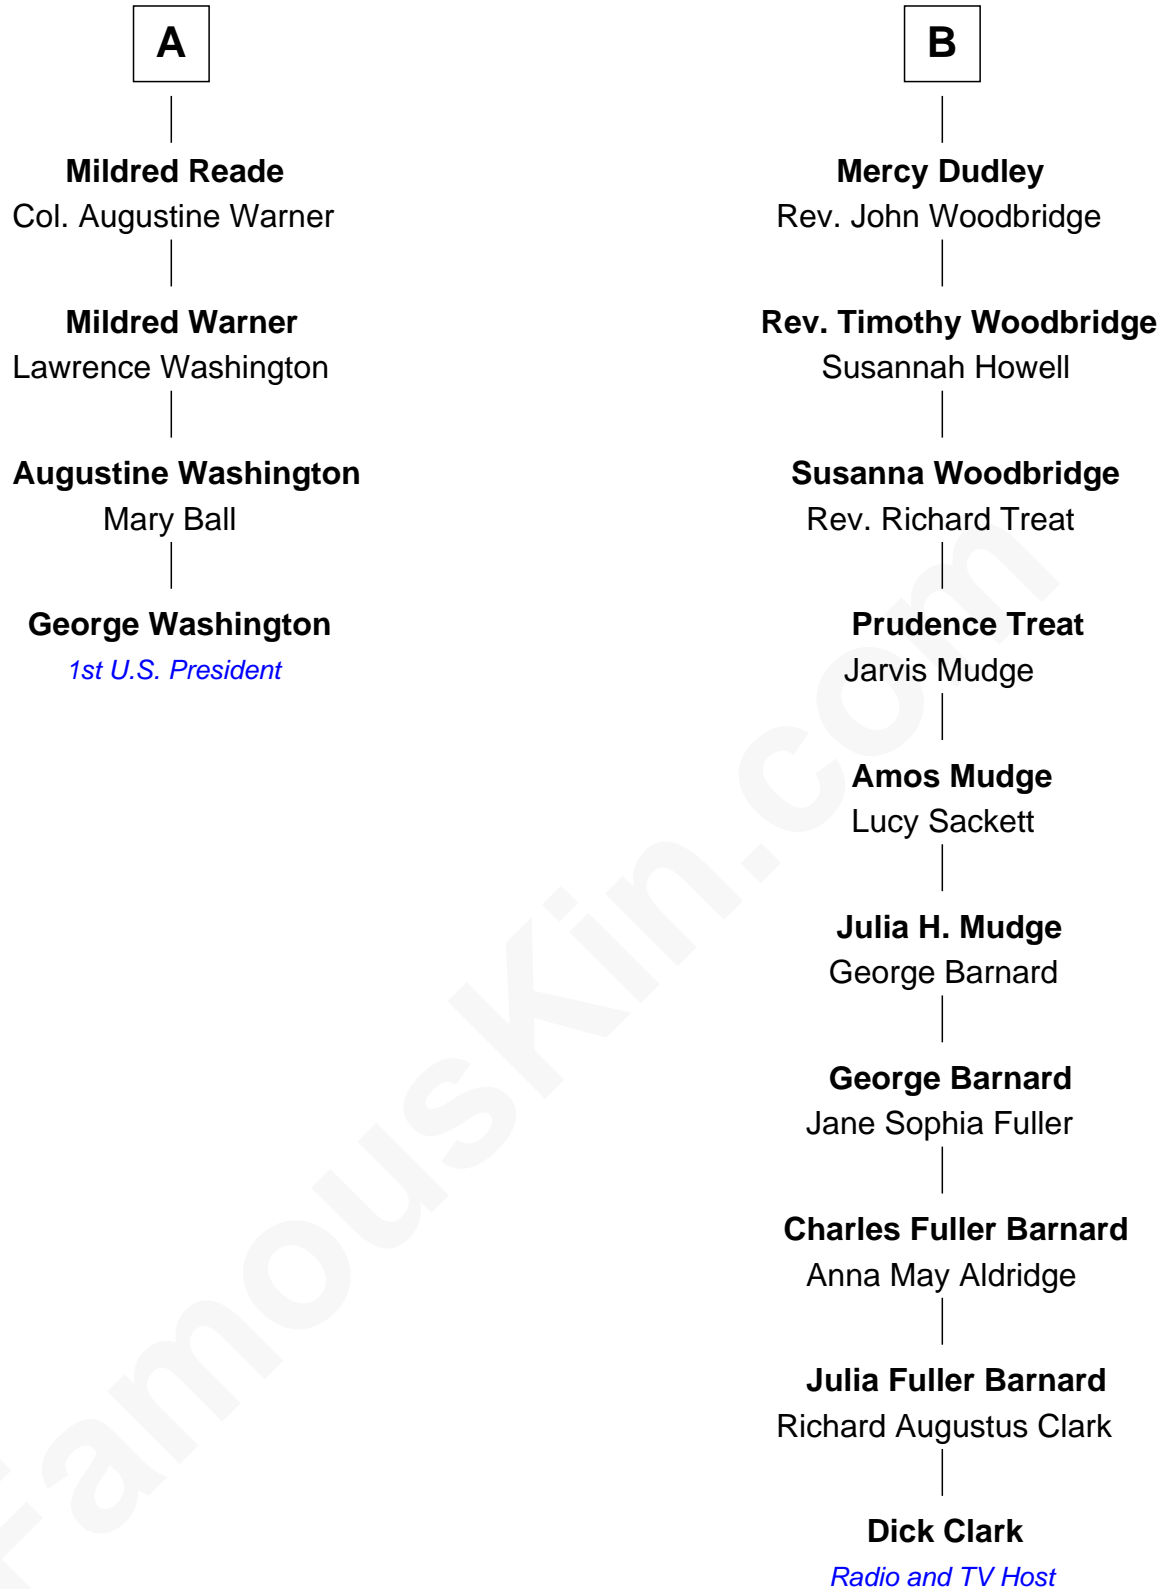 A
Mildred Reade
Col. Augustine Warner
Mildred Warner
Lawrence Washington
Augustine Washington
Mary Ball
George Washington
1st U.S. President
B
Mercy Dudley
Rev. John Woodbridge
Rev. Timothy Woodbridge
Susannah Howell
Susanna Woodbridge
Rev. Richard Treat
Prudence Treat
Jarvis Mudge
Amos Mudge
Lucy Sackett
Julia H. Mudge
George Barnard
George Barnard
Jane Sophia Fuller
Charles Fuller Barnard
Anna May Aldridge
Julia Fuller Barnard
Richard Augustus Clark
Dick Clark
Radio and TV Host
FamousKin.com